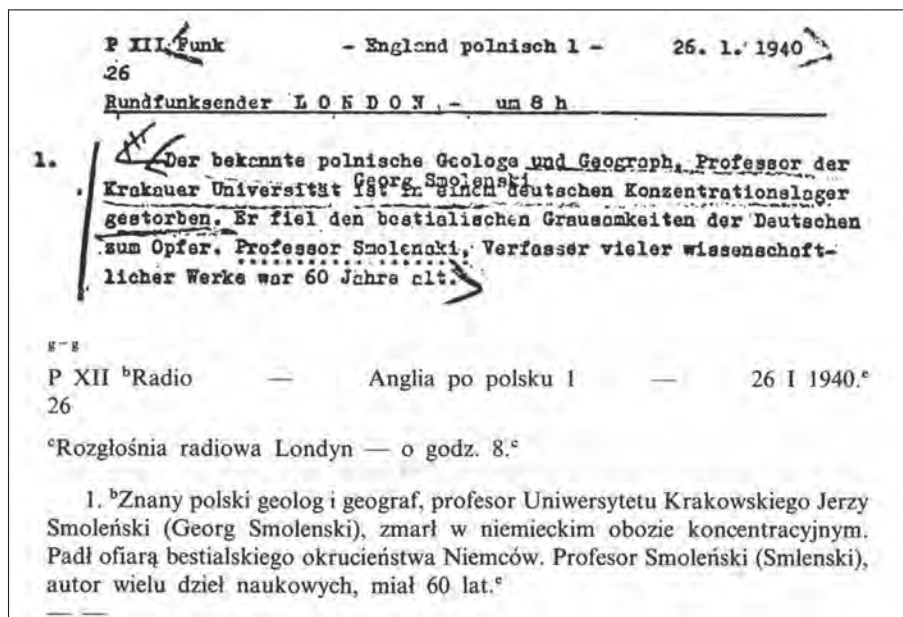 P XII Funk - England polnisch 1 - 26. 1. 1940
26
Rundfunksender L O N D O N .- um 8 h
1. Der bekannte polnische Geologe und Geograph, Professor der
Georg Smolenski
Krakauer Universität ist in einem deutschen Konzentrationslager
gestorben. Er fiel den bestialischen Grausamkeiten der Deutschen
zum Opfer. Professor Smolenski, Verfasser vieler wissenschaft-
licher Werke war 60 Jahre alt.
g-g
P XII ᵇRadio — Anglia po polsku 1 — 26 I 1940.ᵉ
26
ᵉRozgłośnia radiowa Londyn — o godz. 8.ᵉ
1. ᵇZnany polski geolog i geograf, profesor Uniwersytetu Krakowskiego Jerzy
Smoleński (Georg Smolenski), zmarł w niemieckim obozie koncentracyjnym.
Padł ofiarą bestialskiego okrucieństwa Niemców. Profesor Smoleński (Smilenski),
autor wielu dzieł naukowych, miał 60 lat.ᵉ